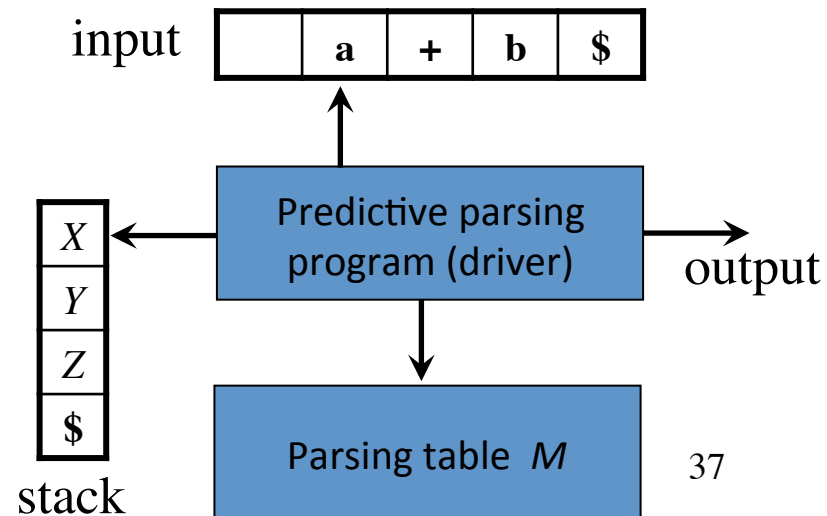 input
a + b $
Predictive parsing
program (driver)
output
X
Y
Z
$
stack
Parsing table M
37